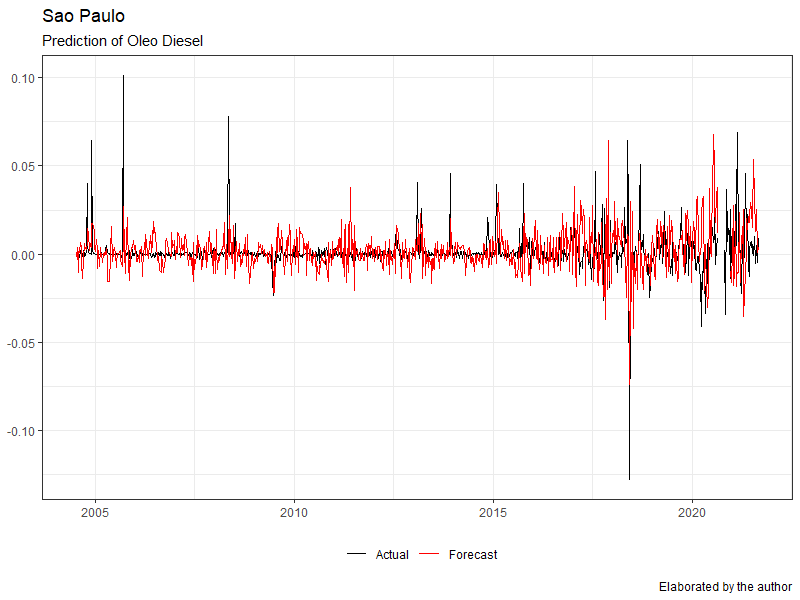 Sao Paulo
Prediction of Oleo Diesel
0.10
0.05
0.00
-0.05
-0.10
2005 2010 2015 2020
Actual Forecast
Elaborated by the author